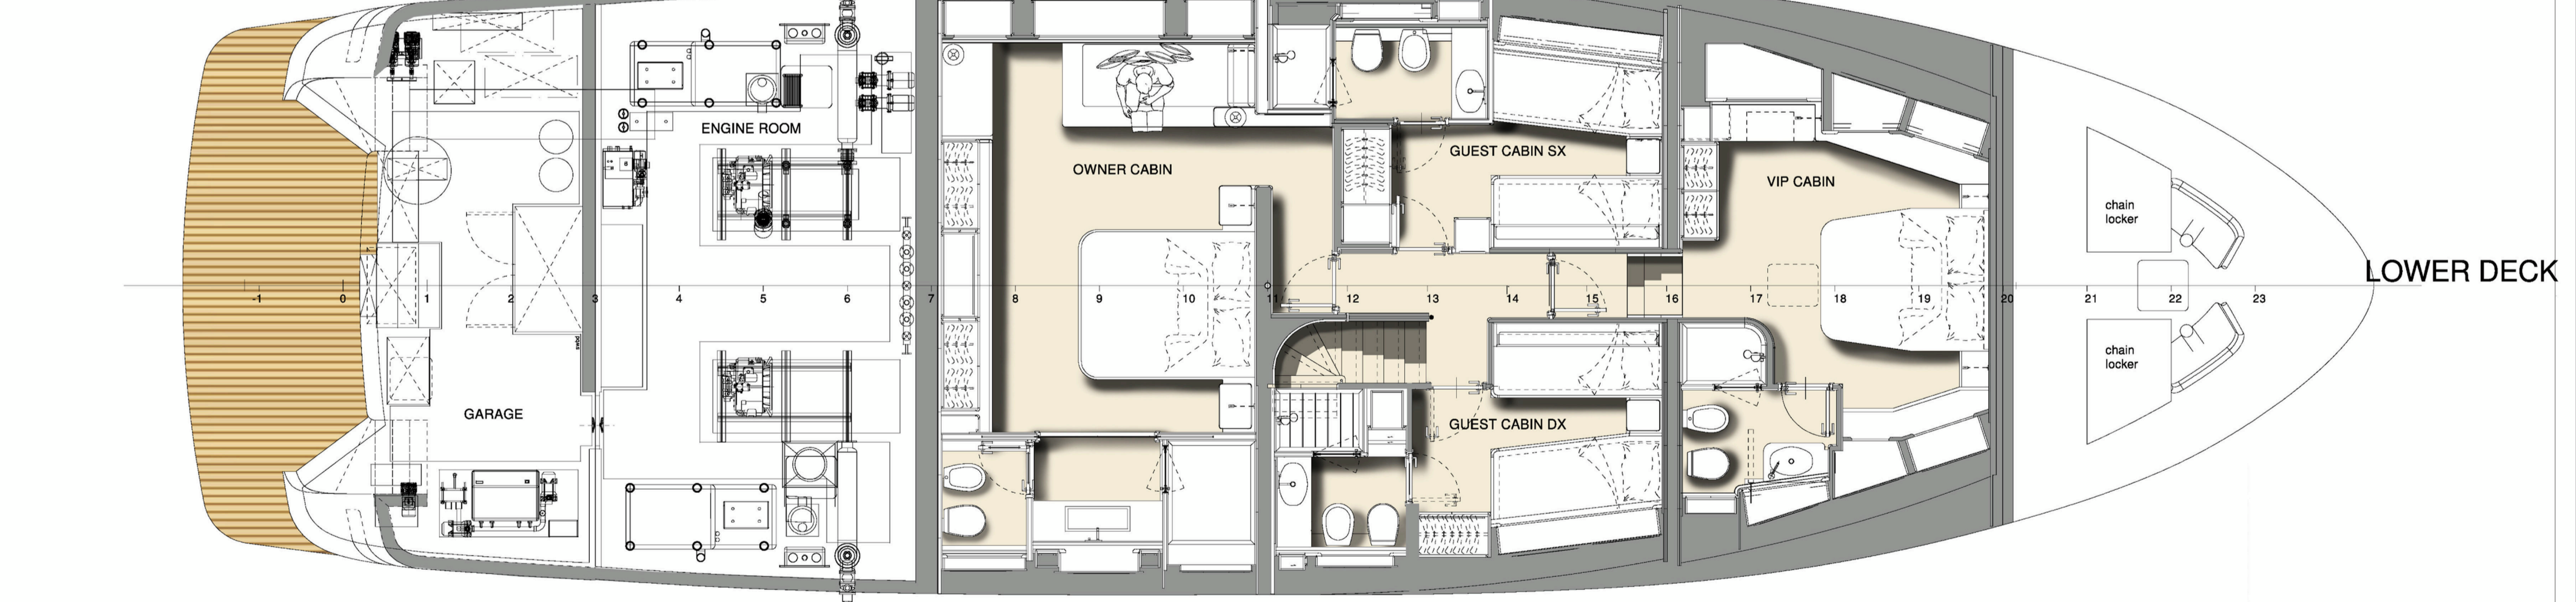 ENGINE ROOM
OWNER CABIN
GUEST CABIN SX
VIP CABIN
chain
locker
LOWER DECK
-1 0 1 2 3 4 5 6 7 8 9 10 11 12 13 14 15 16 17 18 19 20 21 22 23
chain
locker
GARAGE
GUEST CABIN DX